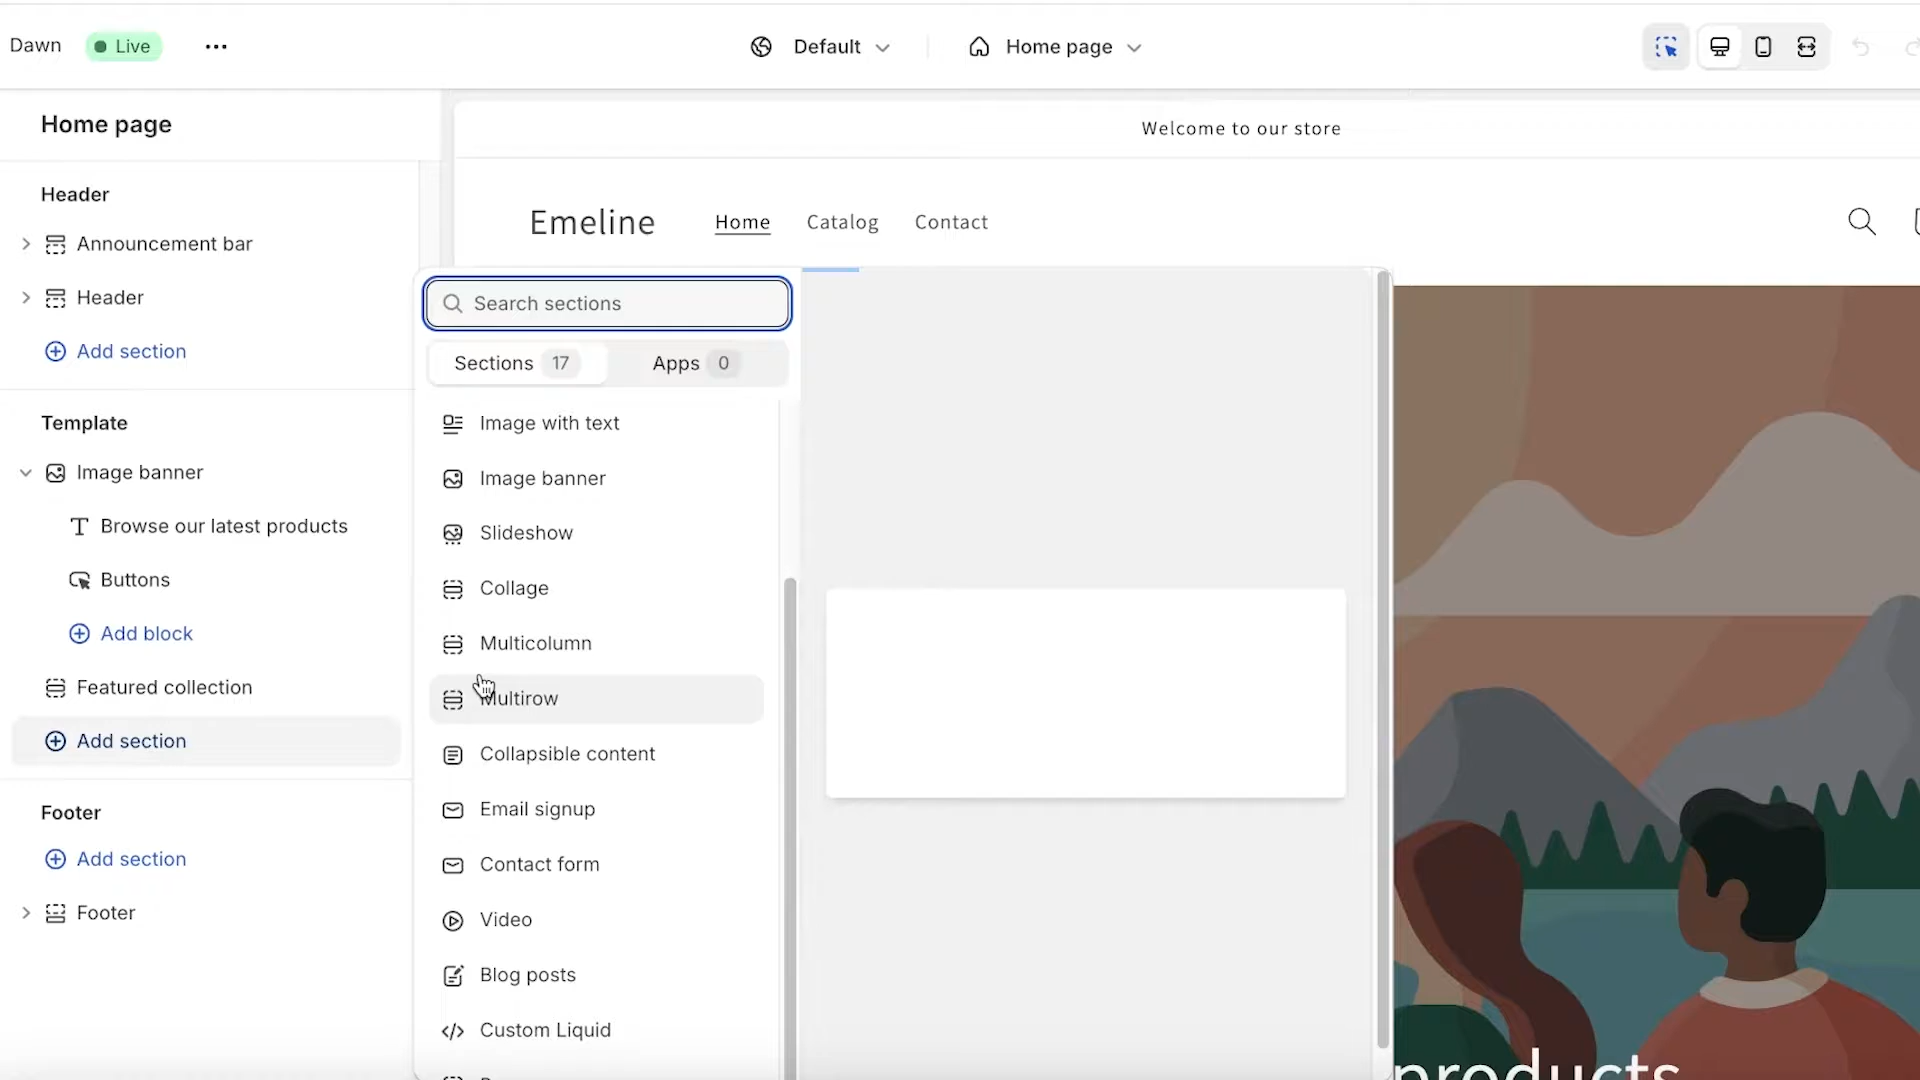 Dawn
Live
Default
Home page
Home page
Welcome to our store
Header
Announcement bar
Header
Add section
Emeline
Home
Catalog
Contact
Search sections
Sections 17
Apps 0
Template
Image banner
Browse our latest products
Buttons
Add block
Featured collection
Add section
Footer
Add section
Footer
Image with text
Image banner
Slideshow
Collage
Multicolumn
Multirow
Collapsible content
Email signup
Contact form
Video
Blog posts
Custom Liquid
products